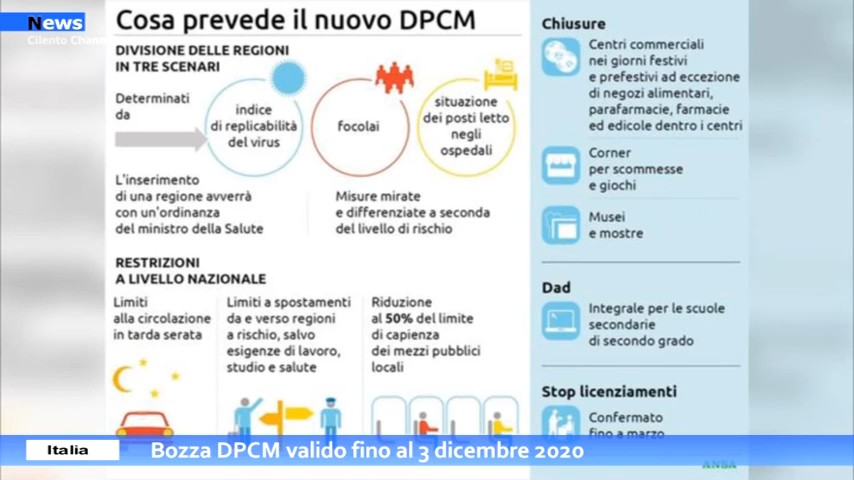 News
Cilento Chann
Cosa prevede il nuovo DPCM
DIVISIONE DELLE REGIONI
IN TRE SCENARI
Determinati
da
indice
di replicabilità
del virus
focolai
situazione
dei posti letto
negli
ospedali
L'inserimento
di una regione avverrà
con un'ordinanza
del ministro della Salute
Misure mirate
e differenziate a seconda
del livello di rischio
RESTRIZIONI
A LIVELLO NAZIONALE
Limiti
alla circolazione
in tarda serata
Limiti a spostamenti
da e verso regioni
a rischio, salvo
esigenze di lavoro,
studio e salute
Riduzione
al 50% del limite
di capienza
dei mezzi pubblici
locali
Chiusure
Centri commerciali
nei giorni festivi
e prefestivi ad eccezione
di negozi alimentari,
parafarmacie, farmacie
ed edicole dentro i centri
Corner
per scommesse
e giochi
Musei
e mostre
Dad
Integrale per le scuole
secondarie
di secondo grado
Stop licenziamenti
Confermato
fino a marzo
ANSA
Italia
Bozza DPCM valido fino al 3 dicembre 2020